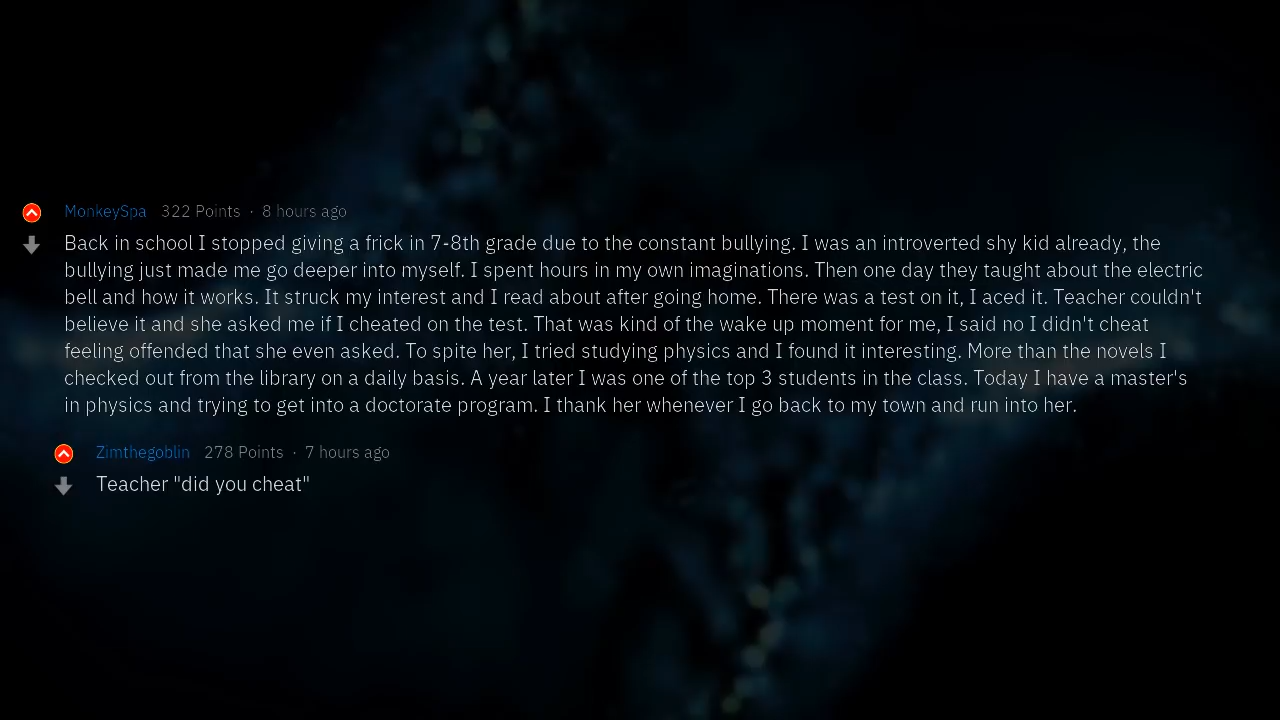 MonkeySpa 322 Points · 8 hours ago
Back in school I stopped giving a frick in 7-8th grade due to the constant bullying. I was an introverted shy kid already, the
bullying just made me go deeper into myself. I spent hours in my own imaginations. Then one day they taught about the electric
bell and how it works. It struck my interest and I read about after going home. There was a test on it, I aced it. Teacher couldn't
believe it and she asked me if I cheated on the test. That was kind of the wake up moment for me, I said no I didn't cheat
feeling offended that she even asked. To spite her, I tried studying physics and I found it interesting. More than the novels I
checked out from the library on a daily basis. A year later I was one of the top 3 students in the class. Today I have a master's
in physics and trying to get into a doctorate program. I thank her whenever I go back to my town and run into her.
Zimthegoblin 278 Points · 7 hours ago
Teacher "did you cheat"